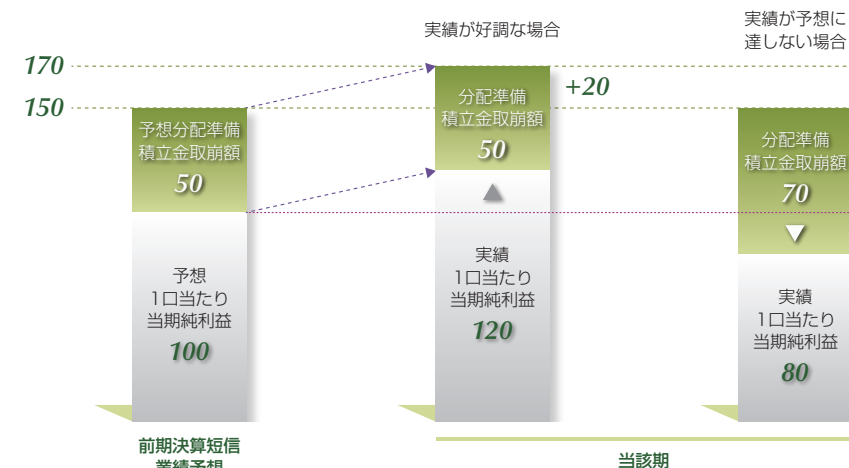 実績が好調な場合
実績が予想に
達しない場合
170
150
+20
予想分配準備
積立金取崩額
50
分配準備
積立金取崩額
50
分配準備
積立金取崩額
70
予想
1口当たり
当期純利益
100
実績
1口当たり
当期純利益
120
実績
1口当たり
当期純利益
80
前期決算短信
業績予想
当該期